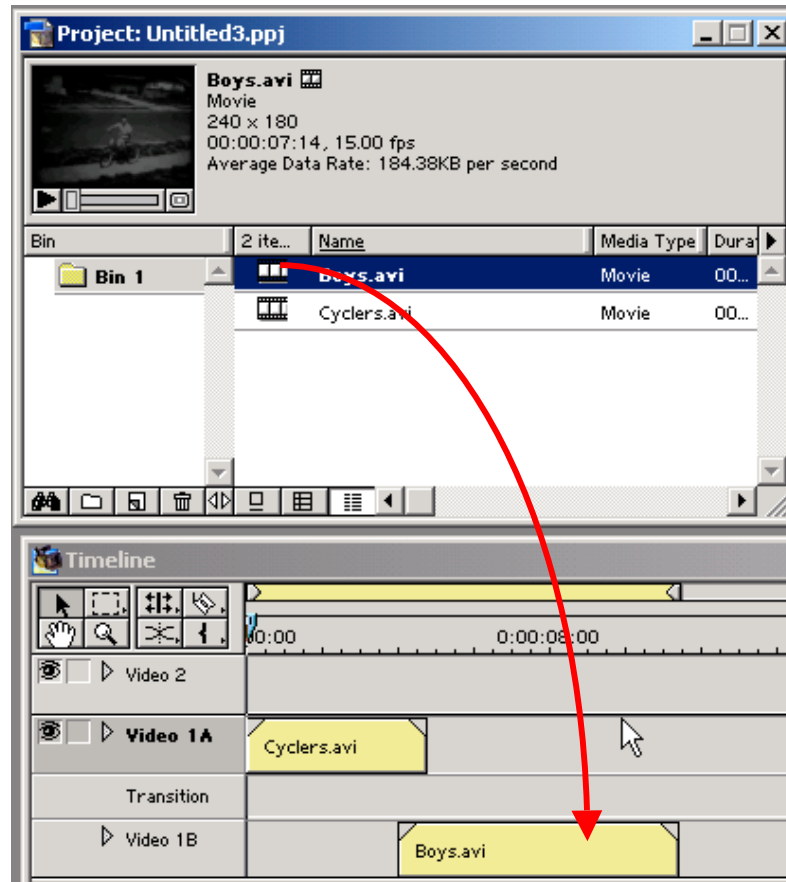 Project: Untitled3.ppj
Boys.avi
Movie
240 x 180
00:00:07:14, 15.00 fps
Average Data Rate: 184.38KB per second
Bin 2 ite... Name Media Type Dura
Bin 1 Boys.avi Movie 00...
Cyclers.avi Movie 00...
Timeline
0:00 0:00:08:00
Video 2
Video 1A Cyclers.avi
Transition
Video 1B Boys.avi